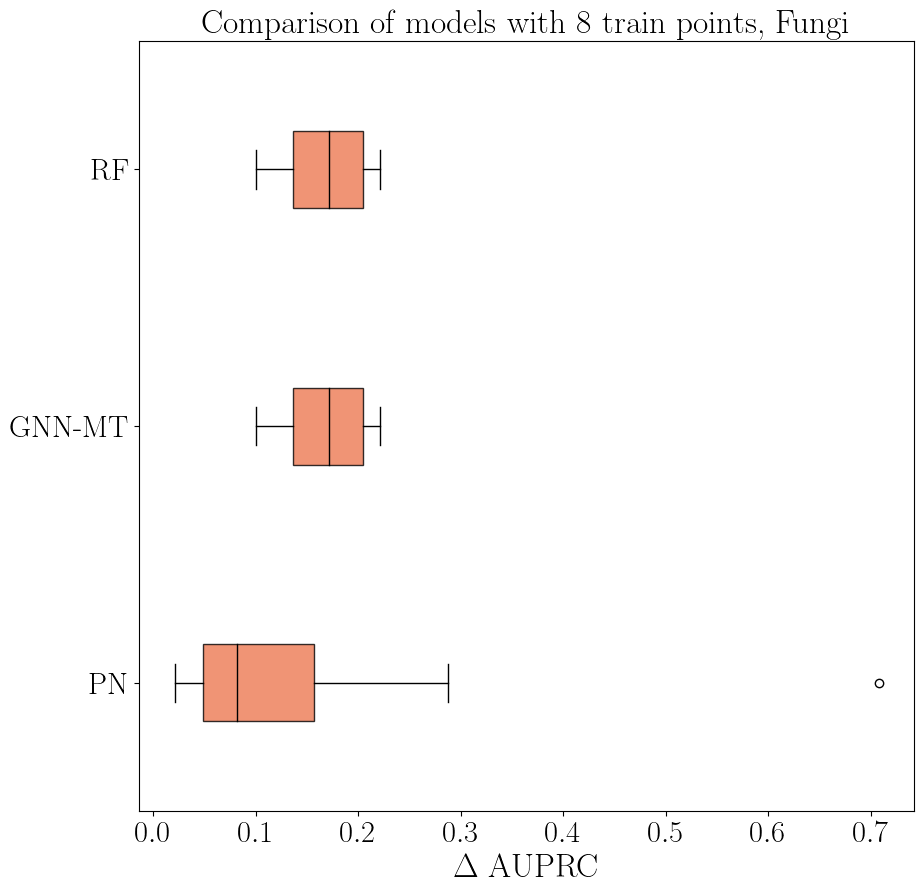 Comparison of models with 8 train points, Fungi
RF
GNN-MT
PN
0.0 0.1 0.2 0.3 0.4 0.5 0.6 0.7
Δ AUPRC